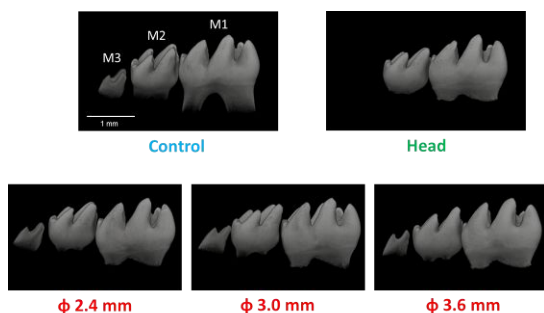 M3
M2
M1
1 mm
Control
Head
ϕ 2.4 mm
ϕ 3.0 mm
ϕ 3.6 mm